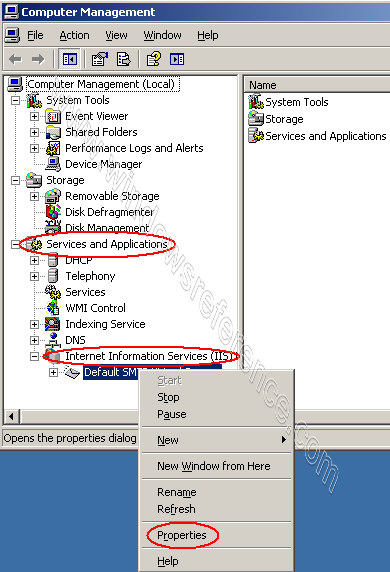 Computer Management
File Action View Window Help
Computer Management (Local)
System Tools
Event Viewer
Shared Folders
Performance Logs and Alerts
Device Manager
Storage
Removable Storage
Disk Defragmenter
Disk Management
Services and Applications
DHCP
Telephony
Services
WMI Control
Indexing Service
DNS
Internet Information Services (IIS)
Default SM
Name
System Tools
Storage
Services and Applications
Start
Stop
Pause
New
New Window from Here
Rename
Refresh
Properties
Help
Opens the properties dialog
www.windowsreference.com